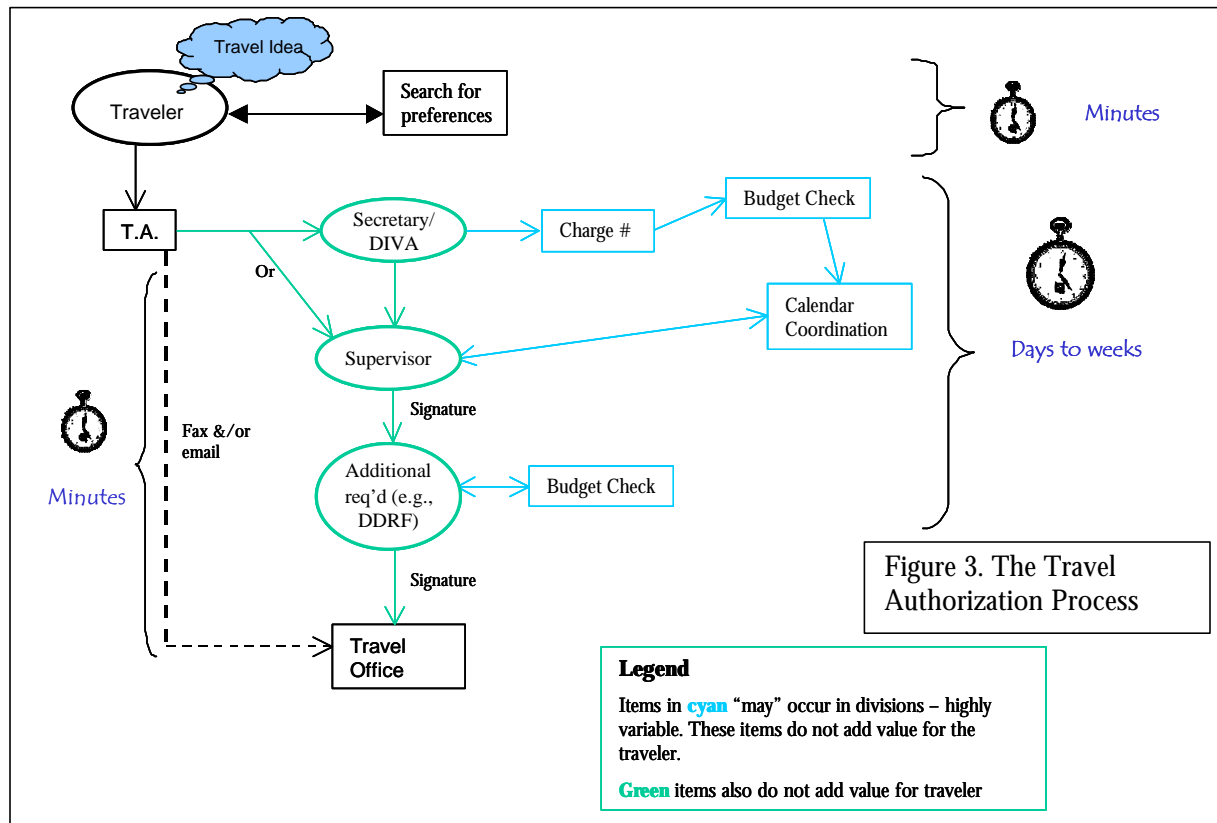 Travel Idea
Traveler
Search for
preferences
Minutes
T.A.
Secretary/
DIVA
Charge #
Budget Check
Or
Calendar
Coordination
Supervisor
Days to weeks
Signature
Fax &/or
email
Minutes
Additional
req'd (e.g.,
DDRF)
Budget Check
Signature
Figure 3. The Travel
Authorization Process
Travel
Office
Legend
Items in cyan “may” occur in divisions – highly
variable. These items do not add value for the
traveler.
Green items also do not add value for traveler